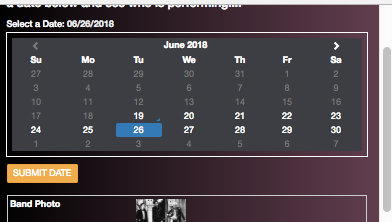 a date below and see who is performing...
Select a Date: 06/26/2018
June 2018
Su Mo Tu We Th Fr Sa
27 28 29 30 31 1 2
3 4 5 6 7 8 9
10 11 12 13 14 15 16
17 18 19 20 21 22 23
24 25 26 27 28 29 30
1 2 3 4 5 6 7
SUBMIT DATE
Band Photo